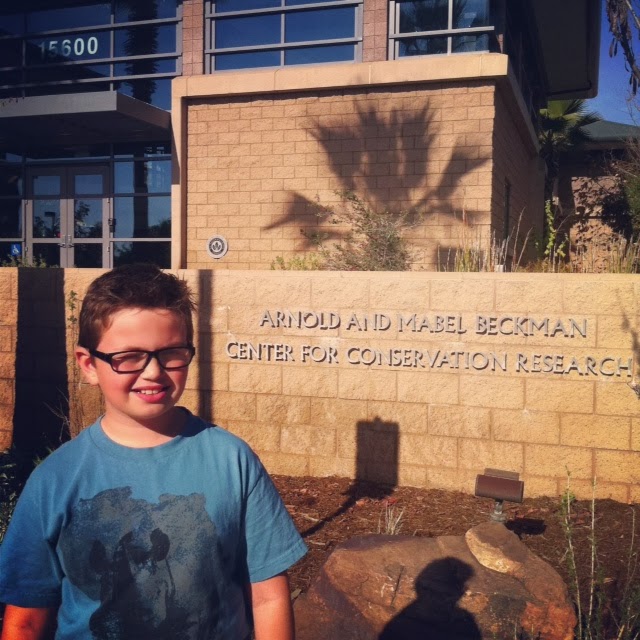 15600
ARNOLD AND MABEL BECKMAN
CENTER FOR CONSERVATION RESEARCH